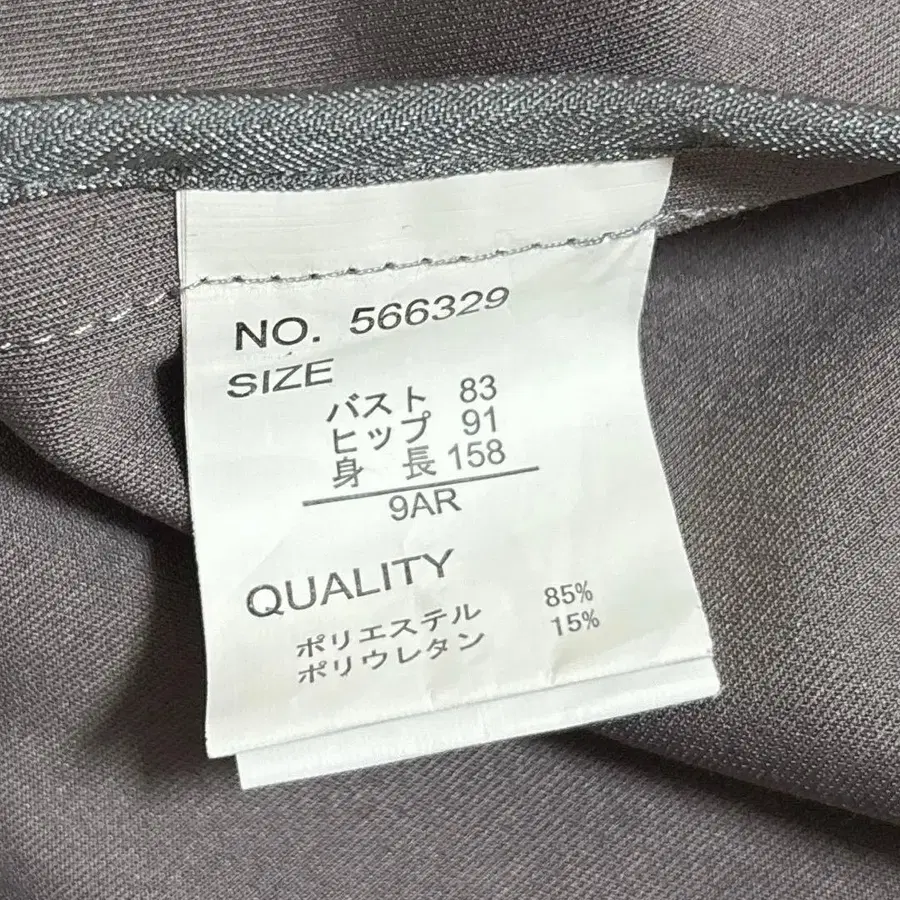 NO. 566329
SIZE
バスト 83
ヒップ 91
身 長 158
9AR
QUALITY
ポリエステル 85%
ポリウレタン 15%